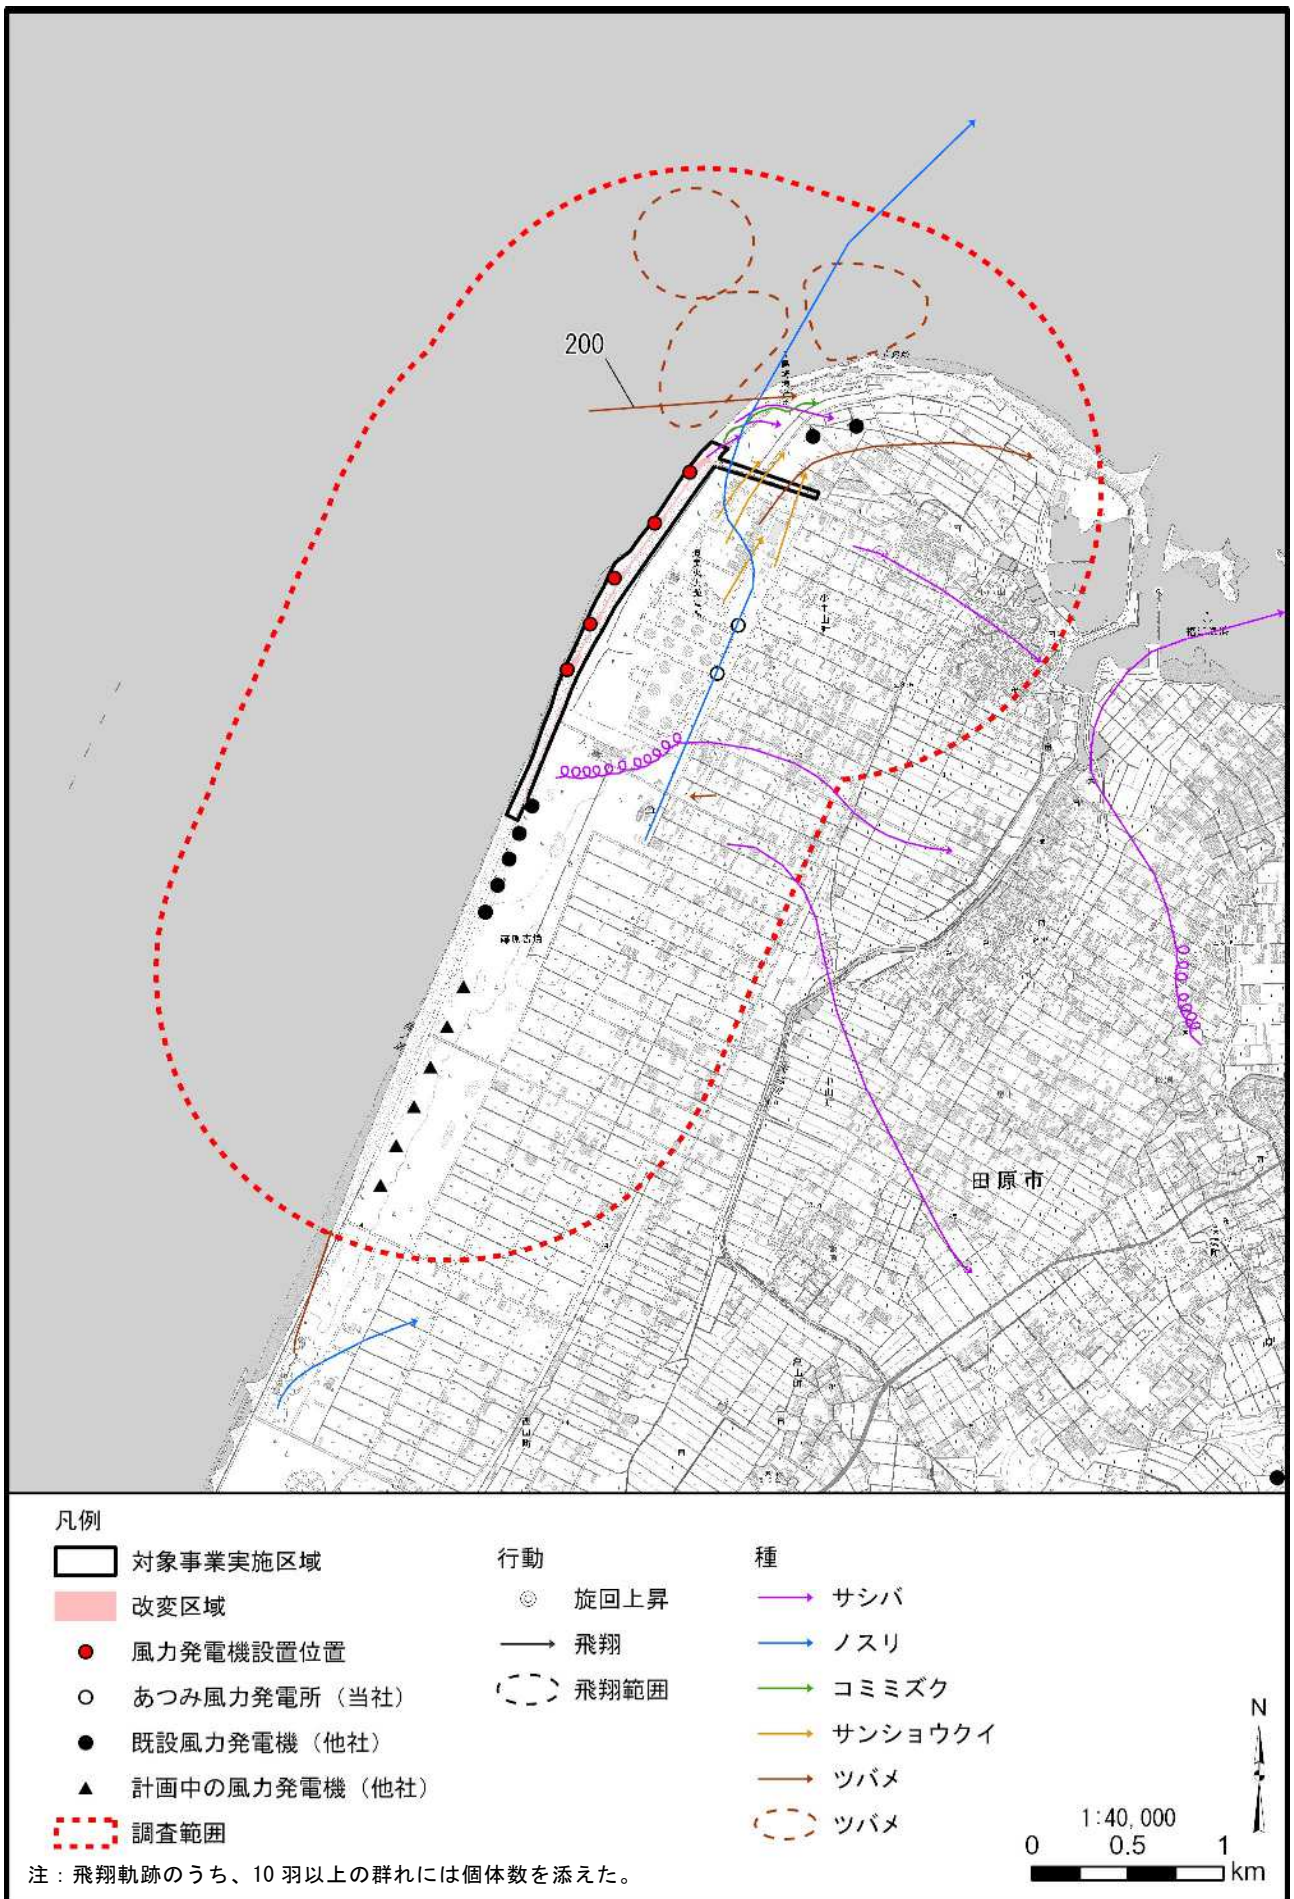 200
田原市
凡例
対象事業実施区域
改変区域
風力発電機設置位置
あつみ風力発電所（当社）
既設風力発電機（他社）
計画中の風力発電機（他社）
調査範囲
行動
旋回上昇
飛翔
飛翔範囲
種
サシバ
ノスリ
コミミズク
サンショウクイ
ツバメ
ツバメ
N
1:40,000
0 0.5 1
km
注：飛翔軌跡のうち、10羽以上の群れには個体数を添えた。